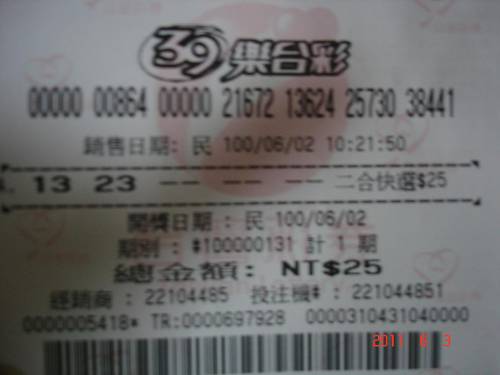 39樂合彩
00000 00864 00000 21672 13624 25730 38441
銷售日期: 民 100/06/02 10:21:50
13 23 -- -- -- 二合快選$25
開獎日期 : 民 100/06/02
期別 : #100000131 計 1 期
總金額: NT$25
經銷商 : 22104485 投注機# : 221044851
0000005418* TR:0000697928 0000310431040000
2011 6 3